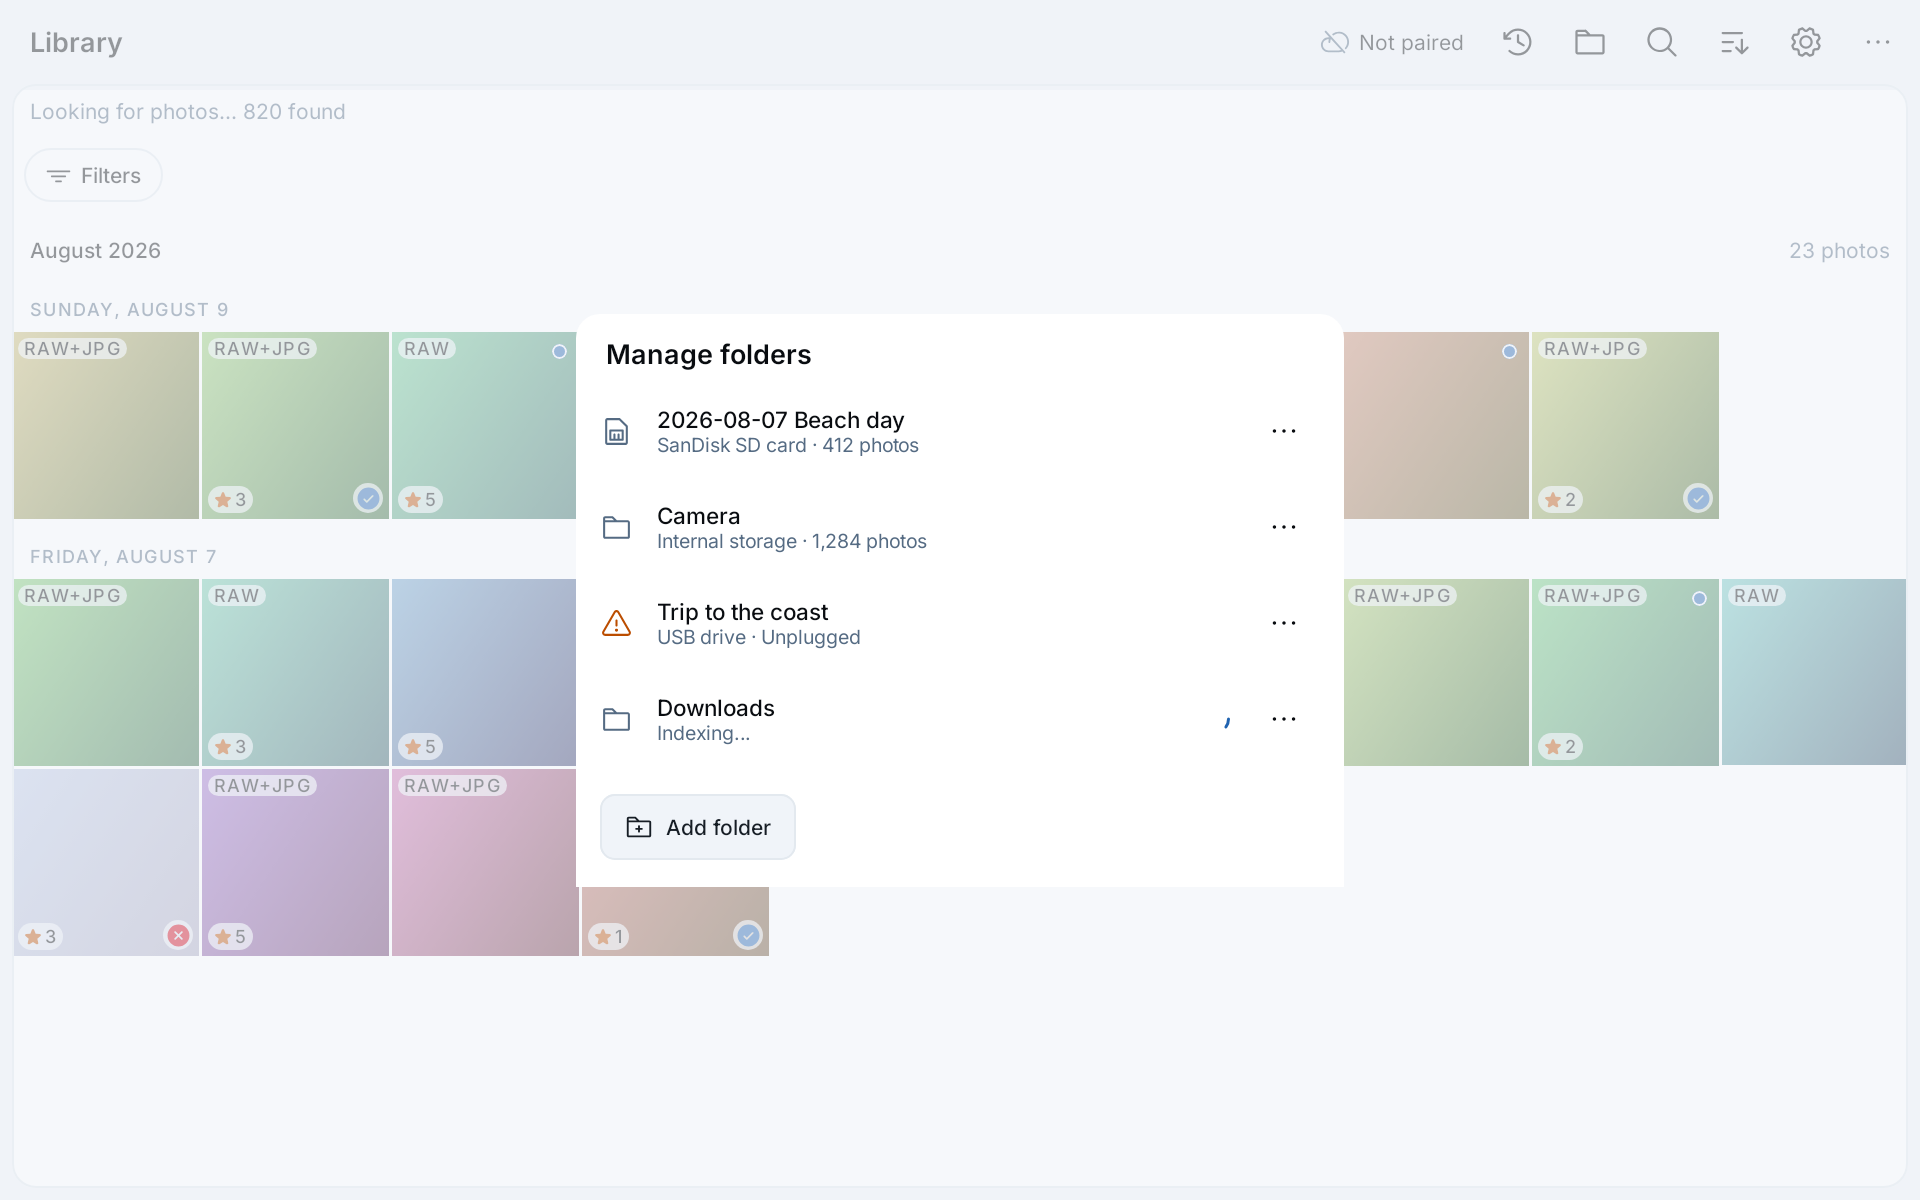 Library
Not paired
Looking for photos... 820 found
Filters
August 2026
23 photos
SUNDAY, AUGUST 9
RAW+JPG
RAW+JPG
RAW
RAW+JPG
3
5
2
Manage folders
2026-08-07 Beach day
SanDisk SD card · 412 photos
Camera
Internal storage · 1,284 photos
Trip to the coast
USB drive · Unplugged
Downloads
Indexing...
Add folder
FRIDAY, AUGUST 7
RAW+JPG
RAW
RAW+JPG
RAW+JPG
RAW
3
5
2
RAW+JPG
RAW+JPG
3
5
1